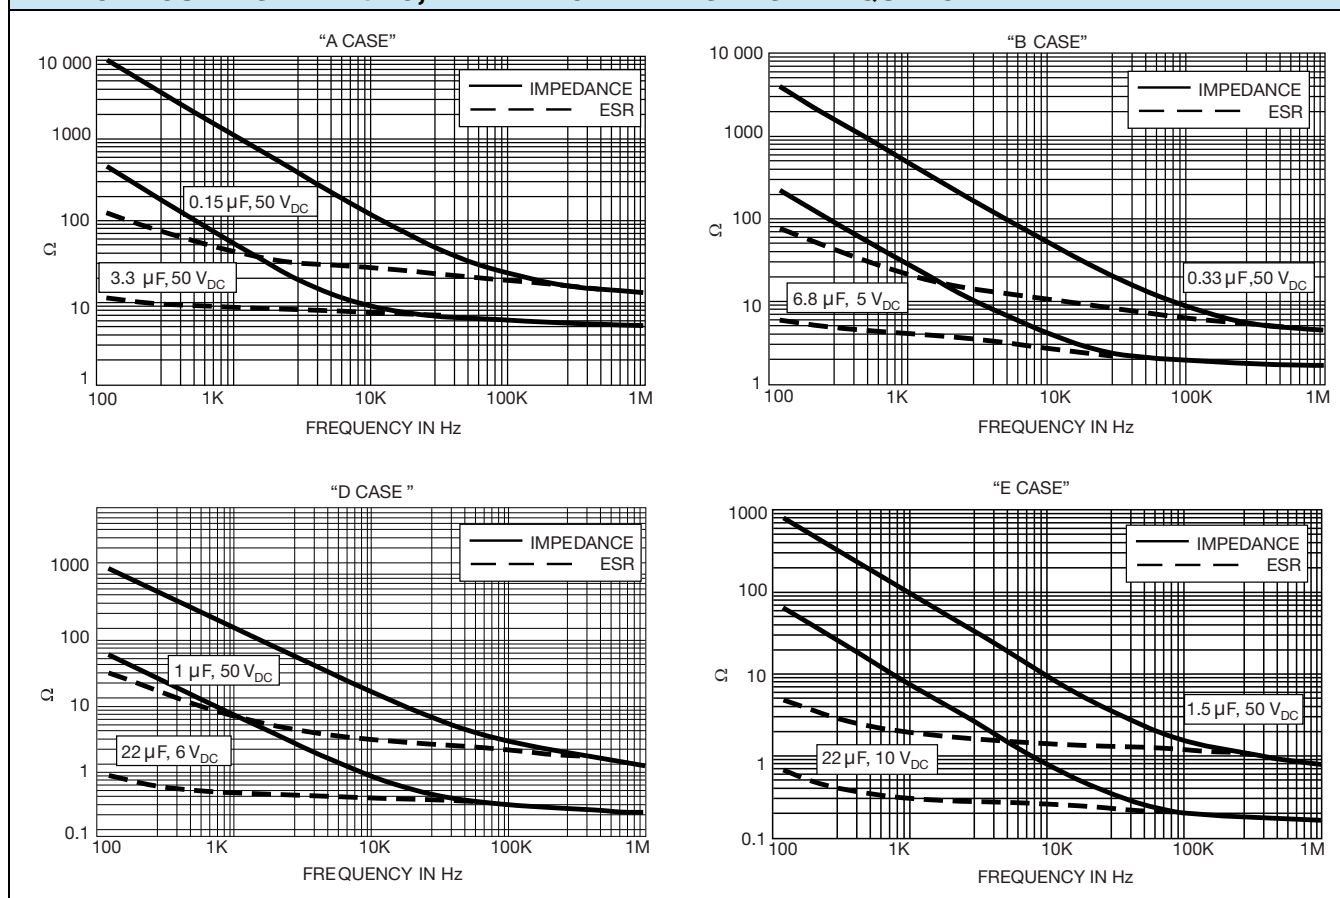 “A CASE”
10 000
1000
100
10
1
Ω
IMPEDANCE
ESR
0.15 µF, 50 VDC
3.3 µF, 50 VDC
100 1K 10K 100K 1M
FREQUENCY IN Hz
“B CASE”
10 000
1000
100
10
1
Ω
IMPEDANCE
ESR
0.33 µF, 50 VDC
6.8 µF, 5 VDC
100 1K 10K 100K 1M
FREQUENCY IN Hz
“D CASE ”
1000
100
10
1
0.1
Ω
IMPEDANCE
ESR
1 µF, 50 VDC
22 µF, 6 VDC
100 1K 10K 100K 1M
FREQUENCY IN Hz
“E CASE”
1000
100
10
1
0.1
Ω
IMPEDANCE
ESR
1.5 µF, 50 VDC
22 µF, 10 VDC
100 1K 10K 100K 1M
FREQUENCY IN Hz